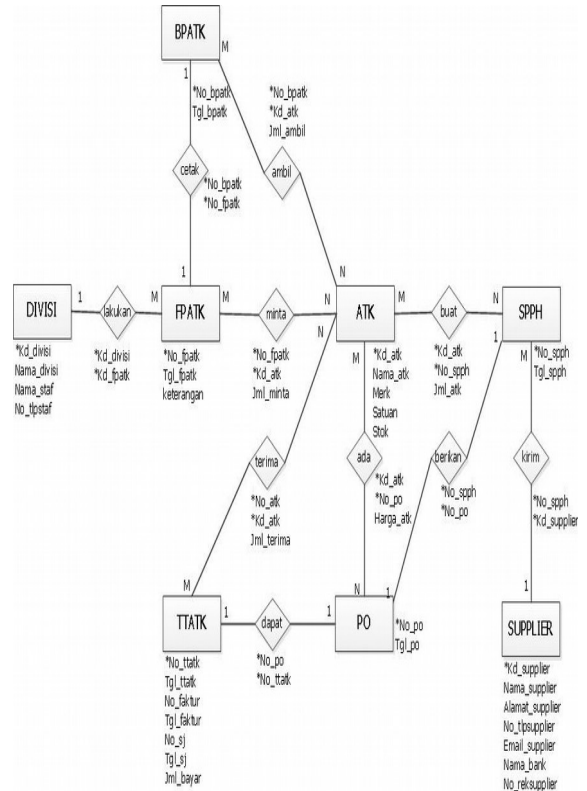 BPATK
M
1
*No_bpatk
Tgl_bpatk
*No_bpatk
*Kd_atk
Jml_ambil
cetak
ambil
*No_bpatk
*No_fpatk
1
N
DIVISI
1
lakukan
M
FPATK
M
minta
N
ATK
M
buat
N
SPPH
*Kd_divisi
Nama_divisi
Nama_staf
No_tlpstaf
*Kd_divisi
*Kd_fpatk
*No_fpatk
Tgl_fpatk
keterangan
*No_fpatk
*Kd_atk
Jml_minta
N
M
*Kd_atk
Nama_atk
Merk
Satuan
Stok
*Kd_atk
*No_spph
Jml_atk
1
M
*No_spph
Tgl_spph
terima
ada
berikan
kirim
*No_atk
*Kd_atk
Jml_terima
*Kd_atk
*No_po
Harga_atk
*No_spph
*No_po
*No_spph
*Kd_supplier
M
N
1
1
TTATK
1
dapat
1
PO
SUPPLIER
*No_po
Tgl_po
*No_po
*No_ttatk
*No_ttatk
Tgl_ttatk
No_faktur
Tgl_faktur
No_sj
Tgl_sj
Jml_bayar
*Kd_supplier
Nama_supplier
Alamat_supplier
No_tlpsupplier
Email_supplier
Nama_bank
No_reksupplier